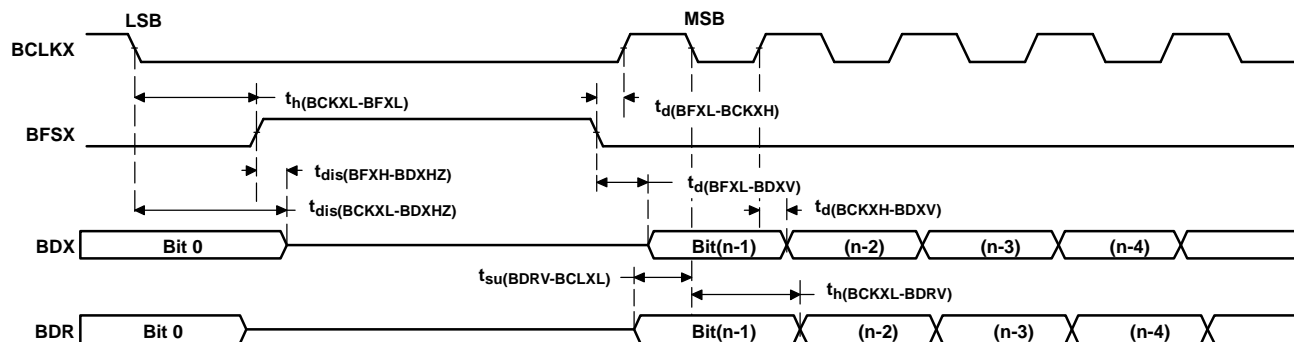 LSB MSB
BCLKX
th(BCKXL-BFXL) td(BFXL-BCKXH)
BFSX
tdis(BFXH-BDXHZ) td(BFXL-BDXV)
tdis(BCKXL-BDXHZ) td(BCKXH-BDXV)
BDX Bit 0 Bit(n-1) (n-2) (n-3) (n-4)
tsu(BDRV-BCLXL) th(BCKXL-BDRV)
BDR Bit 0 Bit(n-1) (n-2) (n-3) (n-4)